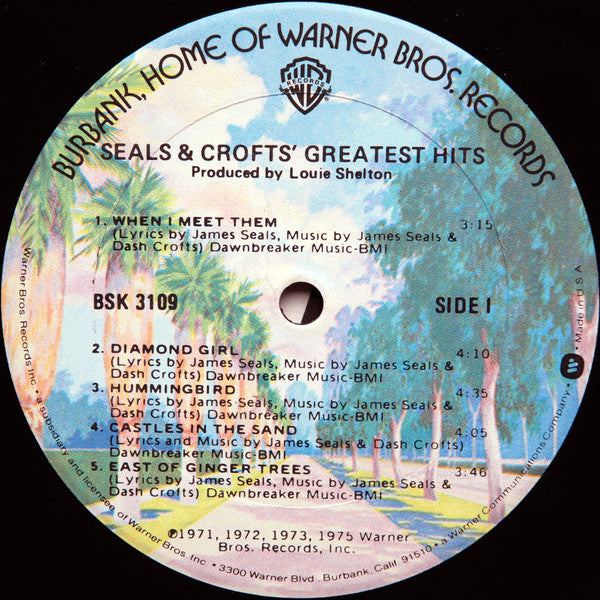 BURBANK, HOME OF WARNER BROS. RECORDS
WB
RECORDS
SEALS & CROFTS' GREATEST HITS
Produced by Louie Shelton
1. WHEN I MEET THEM 3:15
(Lyrics by James Seals, Music by James Seals &
Dash Crofts) Dawnbreaker Music-BMI
BSK 3109 SIDE I
2. DIAMOND GIRL 4:10
(Lyrics by James Seals, Music by James Seals & Dash
Crofts) Dawnbreaker Music-BMI
3. HUMMINGBIRD 4:35
(Lyrics by James Seals, Music by James Seals &
Dash Crofts) Dawnbreaker Music-BMI
4. CASTLES IN THE SAND 4:05
(Lyrics and Music by James Seals & Dash Crofts)
Dawnbreaker Music-BMI
5. EAST OF GINGER TREES 3:46
(Lyrics by James Seals, Music by James Seals &
Dash Crofts) Dawnbreaker Music-BMI
℗1971, 1972, 1973, 1975 Warner
Bros. Records, Inc.
Warner Bros. Records Inc. • a subsidiary and licensee of Warner Bros. Inc. • 3300 Warner Blvd., Burbank, Calif. 91510 • a Warner Communications Company • Made in U.S.A.